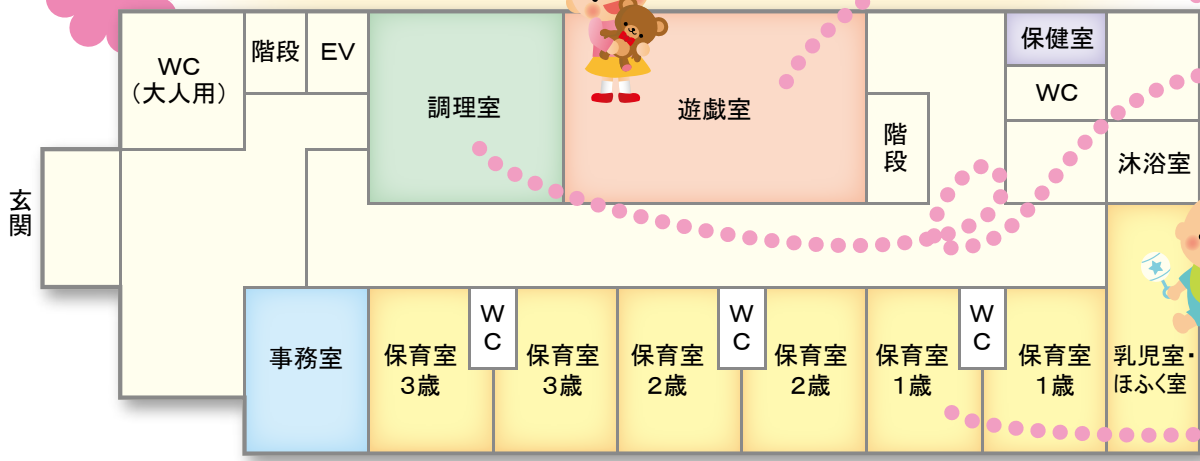 WC
(大人用)
階段
EV
調理室
遊戯室
階
段
保健室
WC
沐浴室
玄
関
事務室
保育室
3歳
W
C
保育室
3歳
保育室
2歳
W
C
保育室
2歳
保育室
1歳
W
C
保育室
1歳
乳児室・
ほふく室